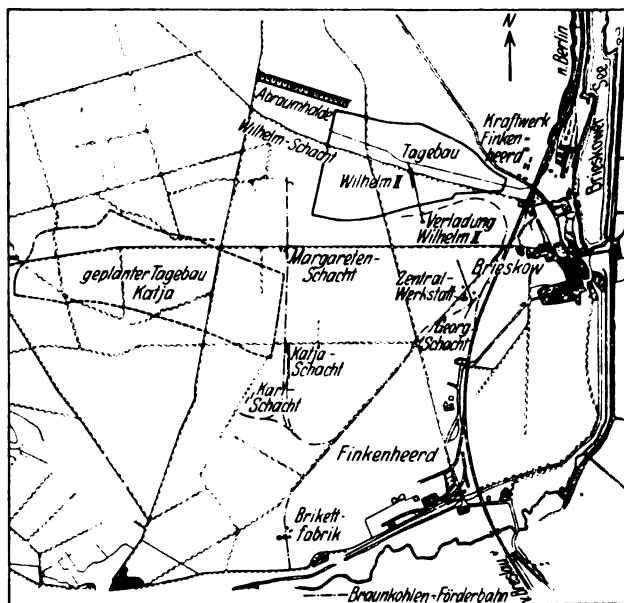 N
n. Berlin
See
Brieskower
Abraumhalde
Kraftwerk
Finken-
heerd
Wilhelm-Schacht
Tagebau
Wilhelm II
Verladung
Wilhelm II
Margareten-
Schacht
Brieskow
geplanter Tagebau
Katja
Zentral-
Werkstatt
Georg-
Schacht
Katja-
Schacht
Karl-
Schacht
Finkenheerd
Brikett-
fabrik
Braunkohlen-Förderbahn